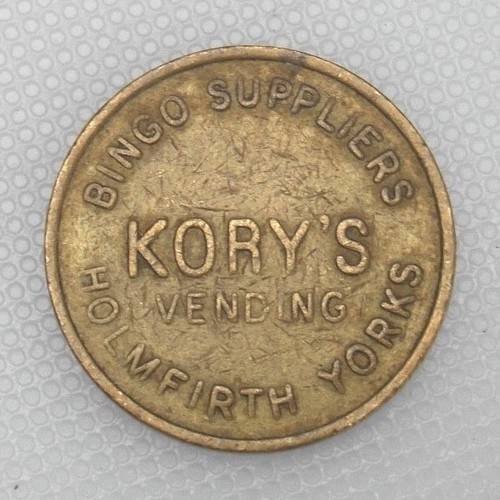 BINGO SUPPLIERS
KORY'S
VENDING
HOLMFIRTH YORKS